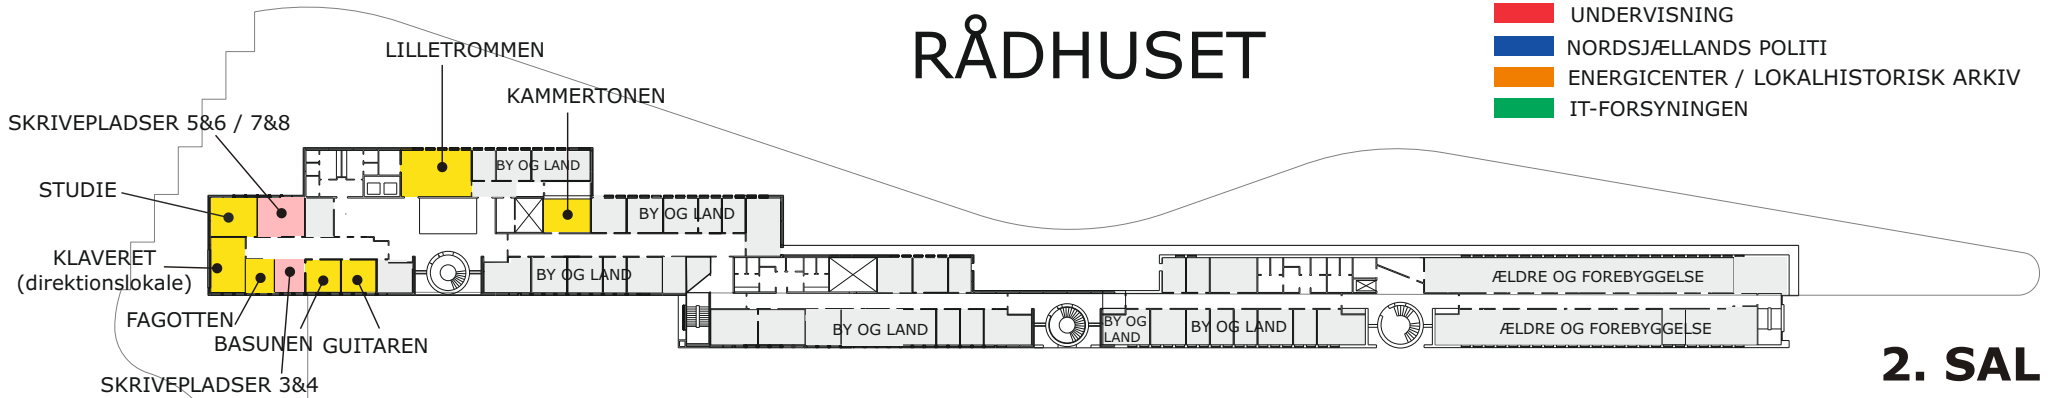 RÅDHUSET
UNDERVISNING
NORDSJÆLLANDS POLITI
ENERGICENTER / LOKALHISTORISK ARKIV
IT-FORSYNINGEN
LILLETROMMEN
KAMMERTONEN
SKRIVEPLADSER 5&6 / 7&8
BY OG LAND
STUDIE
BY OG LAND
KLAVERET
(direktionslokale)
BY OG LAND
ÆLDRE OG FOREBYGGELSE
FAGOTTEN
BASUNEN
GUITAREN
BY OG LAND
BY OG
LAND
BY OG LAND
ÆLDRE OG FOREBYGGELSE
SKRIVEPLADSER 3&4
2. SAL